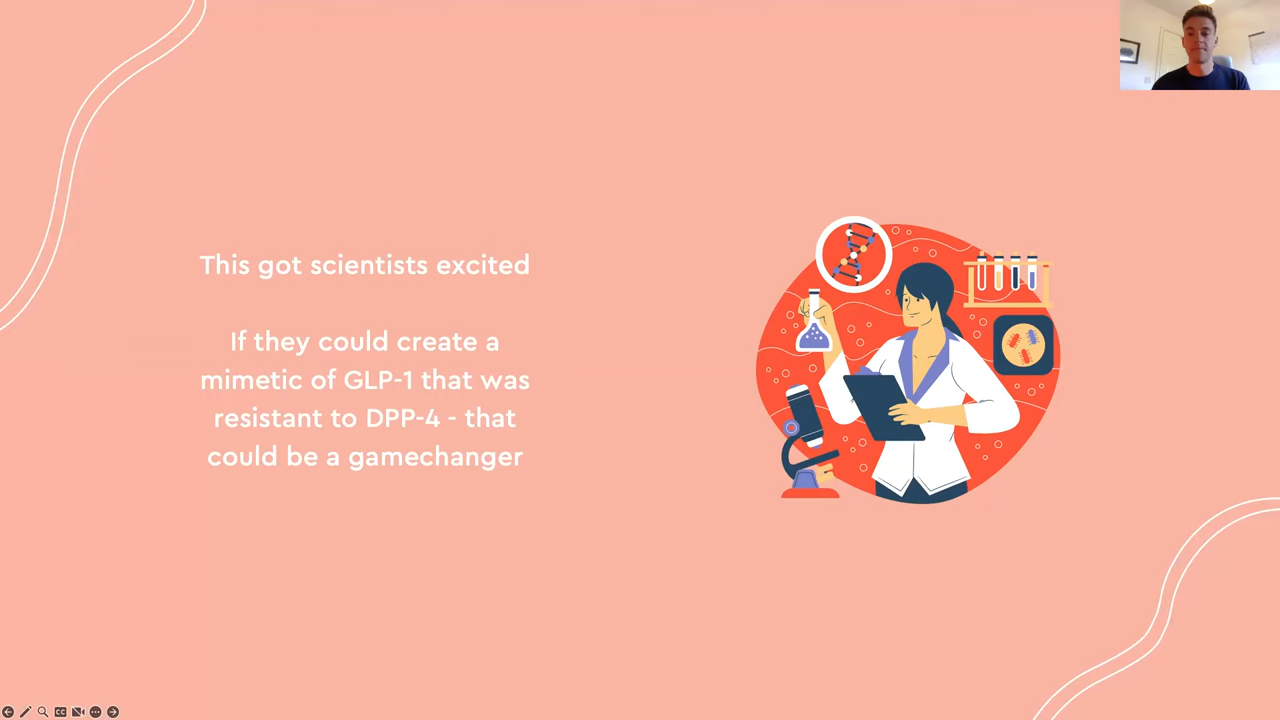 This got scientists excited
If they could create a
mimetic of GLP-1 that was
resistant to DPP-4 - that
could be a gamechanger
CC